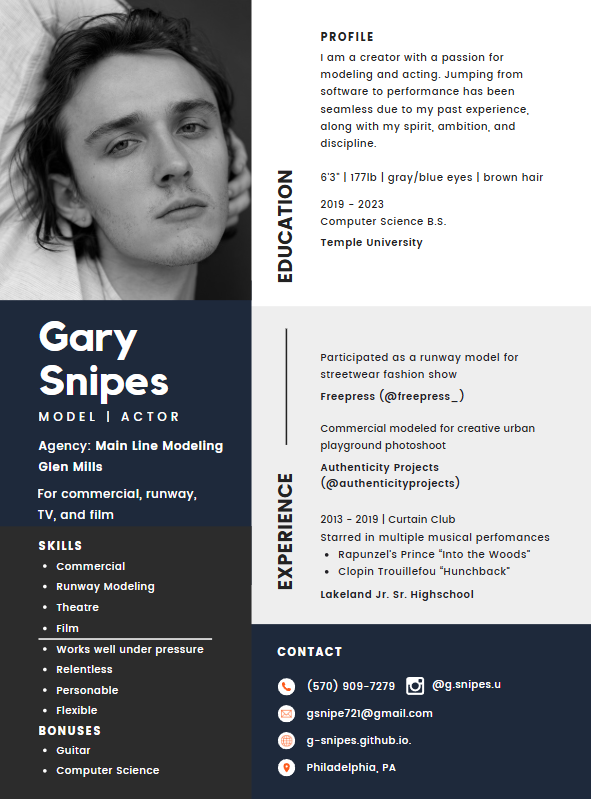 Gary
Snipes
MODEL | ACTOR
Agency: Main Line Modeling
Glen Mills
For commercial, runway,
TV, and film
SKILLS
• Commercial
• Runway Modeling
• Theatre
• Film
• Works well under pressure
• Relentless
• Personable
• Flexible
BONUSES
• Guitar
• Computer Science
PROFILE
I am a creator with a passion for
modeling and acting. Jumping from
software to performance has been
seamless due to my past experience,
along with my spirit, ambition, and
discipline.
6'3" | 177lb | gray/blue eyes | brown hair
EDUCATION
2019 - 2023
Computer Science B.S.
Temple University
EXPERIENCE
Participated as a runway model for
streetwear fashion show
Freepress (@freepress_)
Commercial modeled for creative urban
playground photoshoot
Authenticity Projects
(@authenticityprojects)
2013 - 2019 | Curtain Club
Starred in multiple musical perfomances
• Rapunzel's Prince "Into the Woods"
• Clopin Trouillefou "Hunchback"
Lakeland Jr. Sr. Highschool
CONTACT
(570) 909-7279 @g.snipes.u
gsnipe721@gmail.com
g-snipes.github.io.
Philadelphia, PA